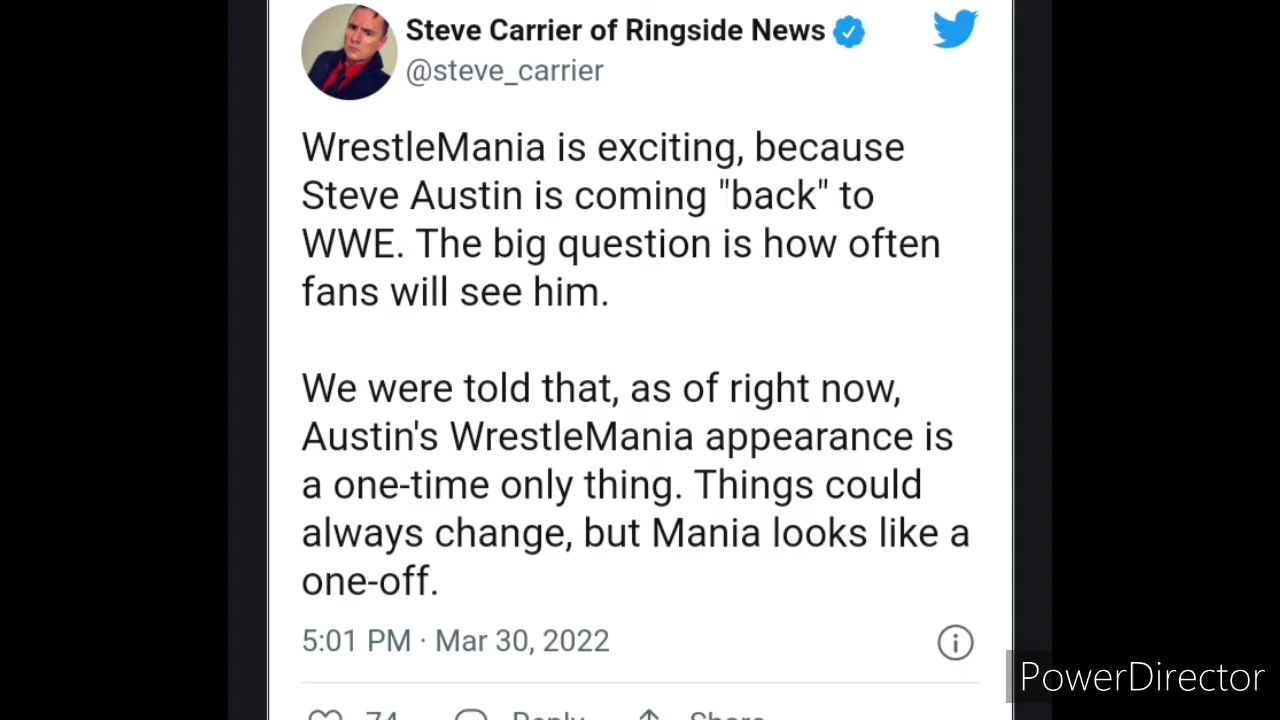 Steve Carrier of Ringside News
@steve_carrier
WrestleMania is exciting, because
Steve Austin is coming "back" to
WWE. The big question is how often
fans will see him.
We were told that, as of right now,
Austin's WrestleMania appearance is
a one-time only thing. Things could
always change, but Mania looks like a
one-off.
5:01 PM · Mar 30, 2022
PowerDirector
74 Reply Share